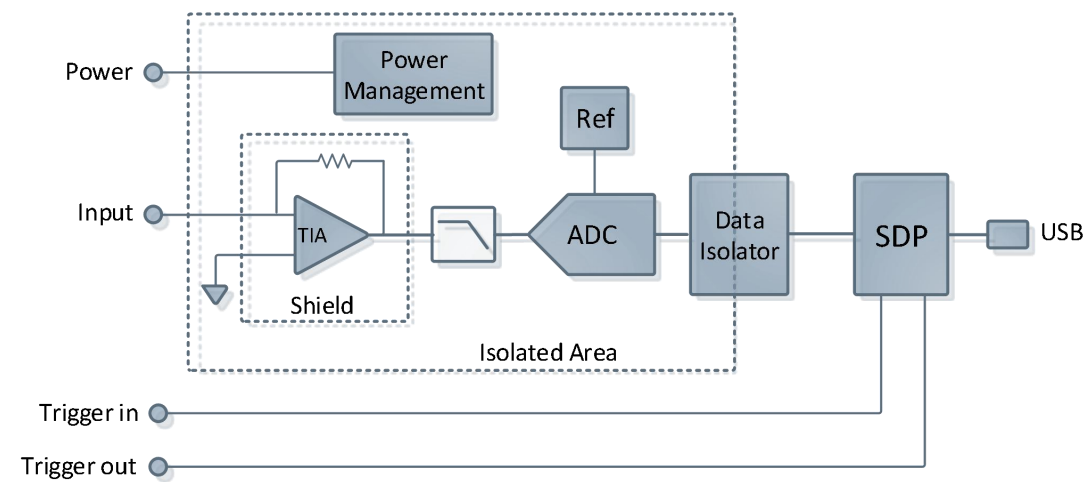 Power
Power
Management
Ref
Input
TIA
ADC
Data
Isolator
SDP
USB
Shield
Isolated Area
Trigger in
Trigger out